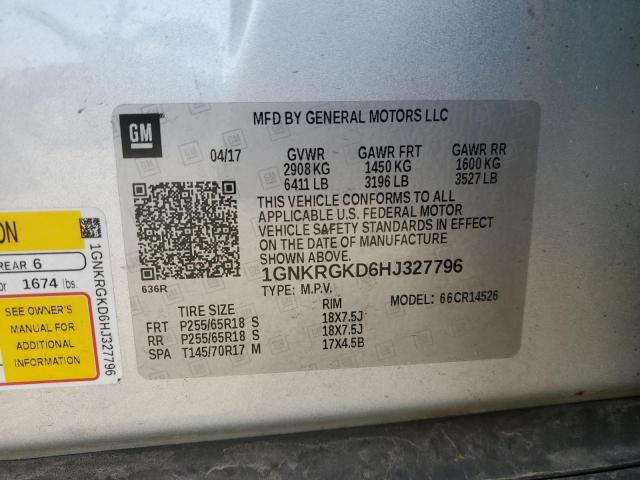 GM
MFD BY GENERAL MOTORS LLC
04/17
GVWR GAWR FRT GAWR RR
2908 KG 1450 KG 1600 KG
6411 LB 3196 LB 3527 LB
THIS VEHICLE CONFORMS TO ALL
APPLICABLE U.S. FEDERAL MOTOR
VEHICLE SAFETY STANDARDS IN EFFECT
ON THE DATE OF MANUFACTURE
SHOWN ABOVE.
1GNKRGKD6HJ327796
636R
TYPE: M.P.V.
MODEL: 66CR14526
TIRE SIZE RIM
FRT P255/65R18 S 18X7.5J
RR P255/65R18 S 18X7.5J
SPA T145/70R17 M 17X4.5B
REAR 6
1674 lbs.
SEE OWNER'S
MANUAL FOR
ADDITIONAL
INFORMATION
1GNKRGKD6HJ327796